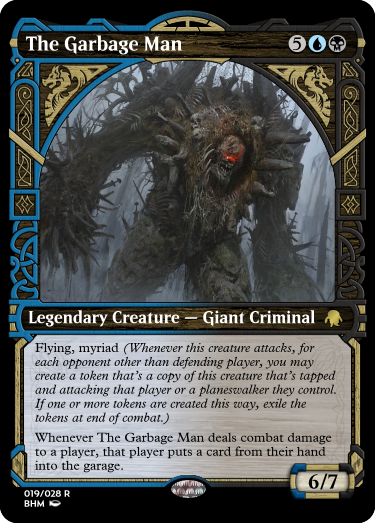 The Garbage Man 5
Legendary Creature — Giant Criminal
Flying, myriad (Whenever this creature attacks, for
each opponent other than defending player, you may
create a token that's a copy of this creature that's tapped
and attacking that player or a planeswalker they control.
If one or more tokens are created this way, exile the
tokens at end of combat.)
Whenever The Garbage Man deals combat damage
to a player, that player puts a card from their hand
into the garage.
6/7
019/028 R
BHM